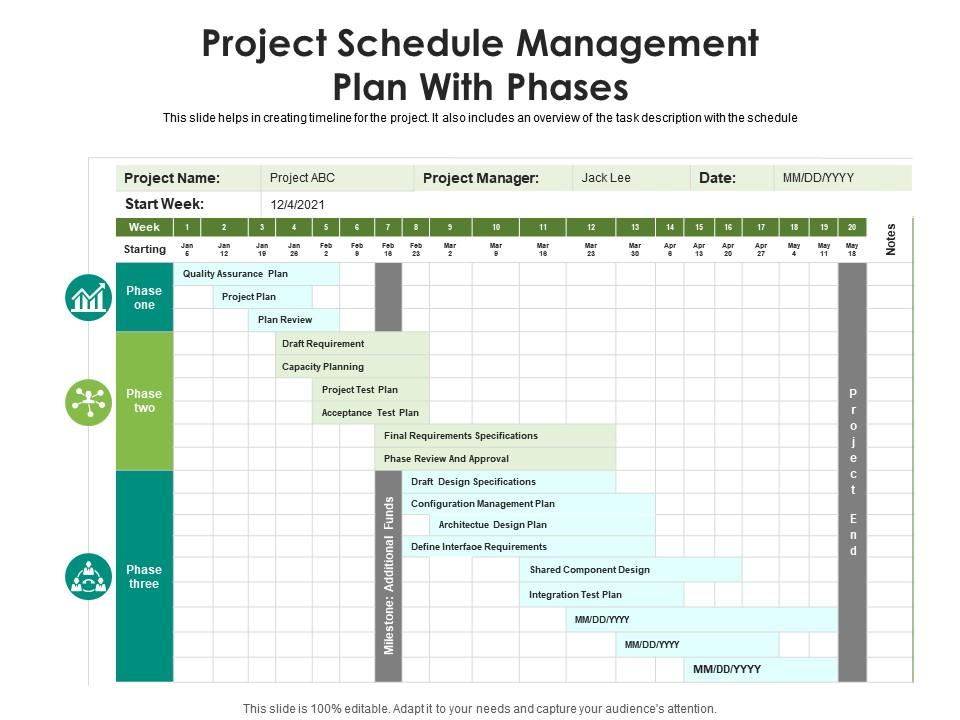 Project Schedule Management
Plan With Phases
This slide helps in creating timeline for the project. It also includes an overview of the task description with the schedule
Project Name: Project ABC Project Manager: Jack Lee Date: MM/DD/YYYY
Start Week: 12/4/2021
Week 1 2 3 4 5 6 7 8 9 10 11 12 13 14 15 16 17 18 19 20
Starting Jan 5 Jan 12 Jan 19 Jan 26 Feb 2 Feb 9 Feb 16 Feb 23 Mar 2 Mar 9 Mar 16 Mar 23 Mar 30 Apr 6 Apr 13 Apr 20 Apr 27 May 4 May 11 May 18
Notes
Phase
one
Quality Assurance Plan
Project Plan
Plan Review
Phase
two
Draft Requirement
Capacity Planning
Project Test Plan
Acceptance Test Plan
Final Requirements Specifications
Phase Review And Approval
Phase
three
Draft Design Specifications
Configuration Management Plan
Architectue Design Plan
Define Interfaoe Requirements
Shared Component Design
Integration Test Plan
MM/DD/YYYY
MM/DD/YYYY
MM/DD/YYYY
Milestone: Additional Funds
Project End
This slide is 100% editable. Adapt it to your needs and capture your audience's attention.